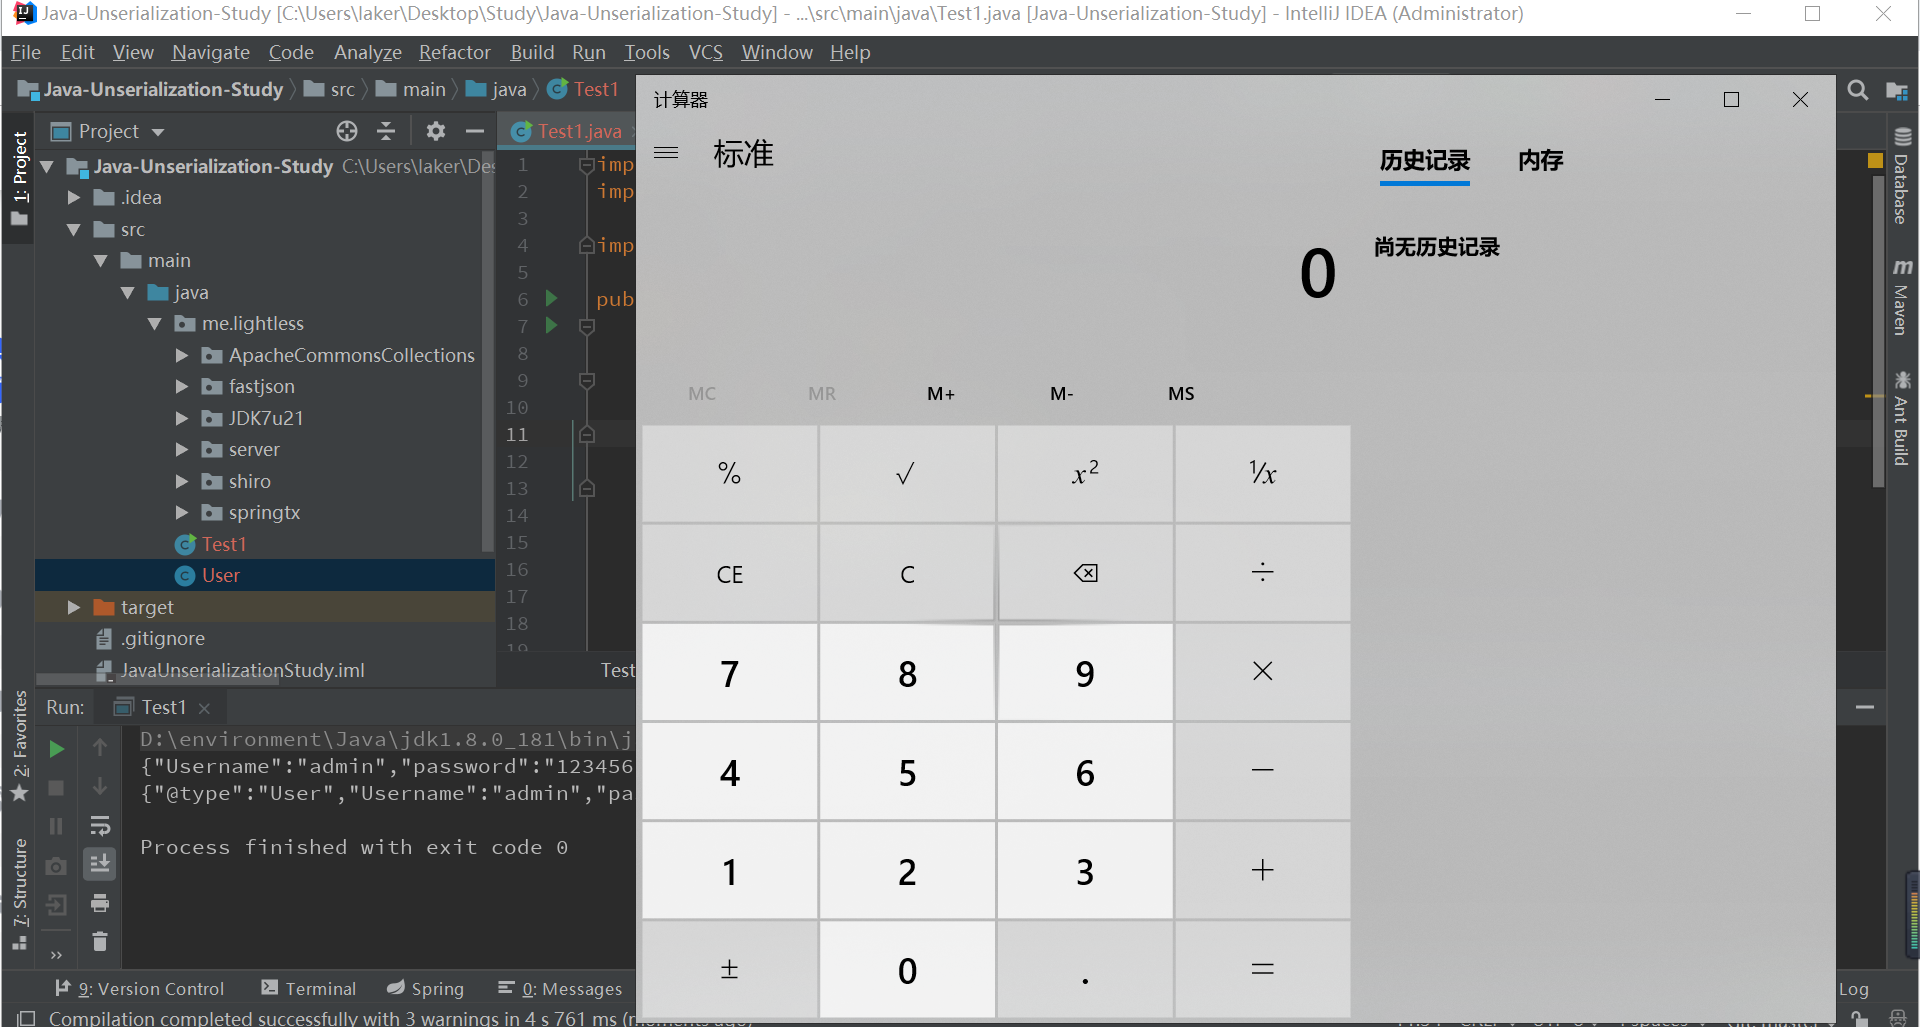 Java-Unserialization-Study [C:\Users\laker\Desktop\Study\Java-Unserialization-Study] - ...\src\main\java\Test1.java [Java-Unserialization-Study] - IntelliJ IDEA (Administrator)
File Edit View Navigate Code Analyze Refactor Build Run Tools VCS Window Help
Java-Unserialization-Study src main java Test1
Project
Test1.java
1: Project
Java-Unserialization-Study C:\Users\laker\Des
.idea
src
main
java
me.lightless
ApacheCommonsCollections
fastjson
JDK7u21
server
shiro
springtx
Test1
User
target
.gitignore
JavaUnserializationStudy.iml
1 imp
2 imp
3
4 imp
5
6 pub
7
8
9
10
11
12
13
14
15
16
17
18
19
Test
计算器
标准
历史记录 内存
0
尚无历史记录
MC MR M+ M- MS
% √ x² ¹/x
CE C ÷
7 8 9 ×
4 5 6 −
1 2 3 +
± 0 . =
Database
m Maven
Ant Build
2: Favorites
7: Structure
Run: Test1
D:\environment\Java\jdk1.8.0_181\bin\j
{"Username":"admin","password":"123456
{"@type":"User","Username":"admin","pa
Process finished with exit code 0
9: Version Control Terminal Spring 0: Messages
Log
Compilation completed successfully with 3 warnings in 4 s 761 ms (moments ago)